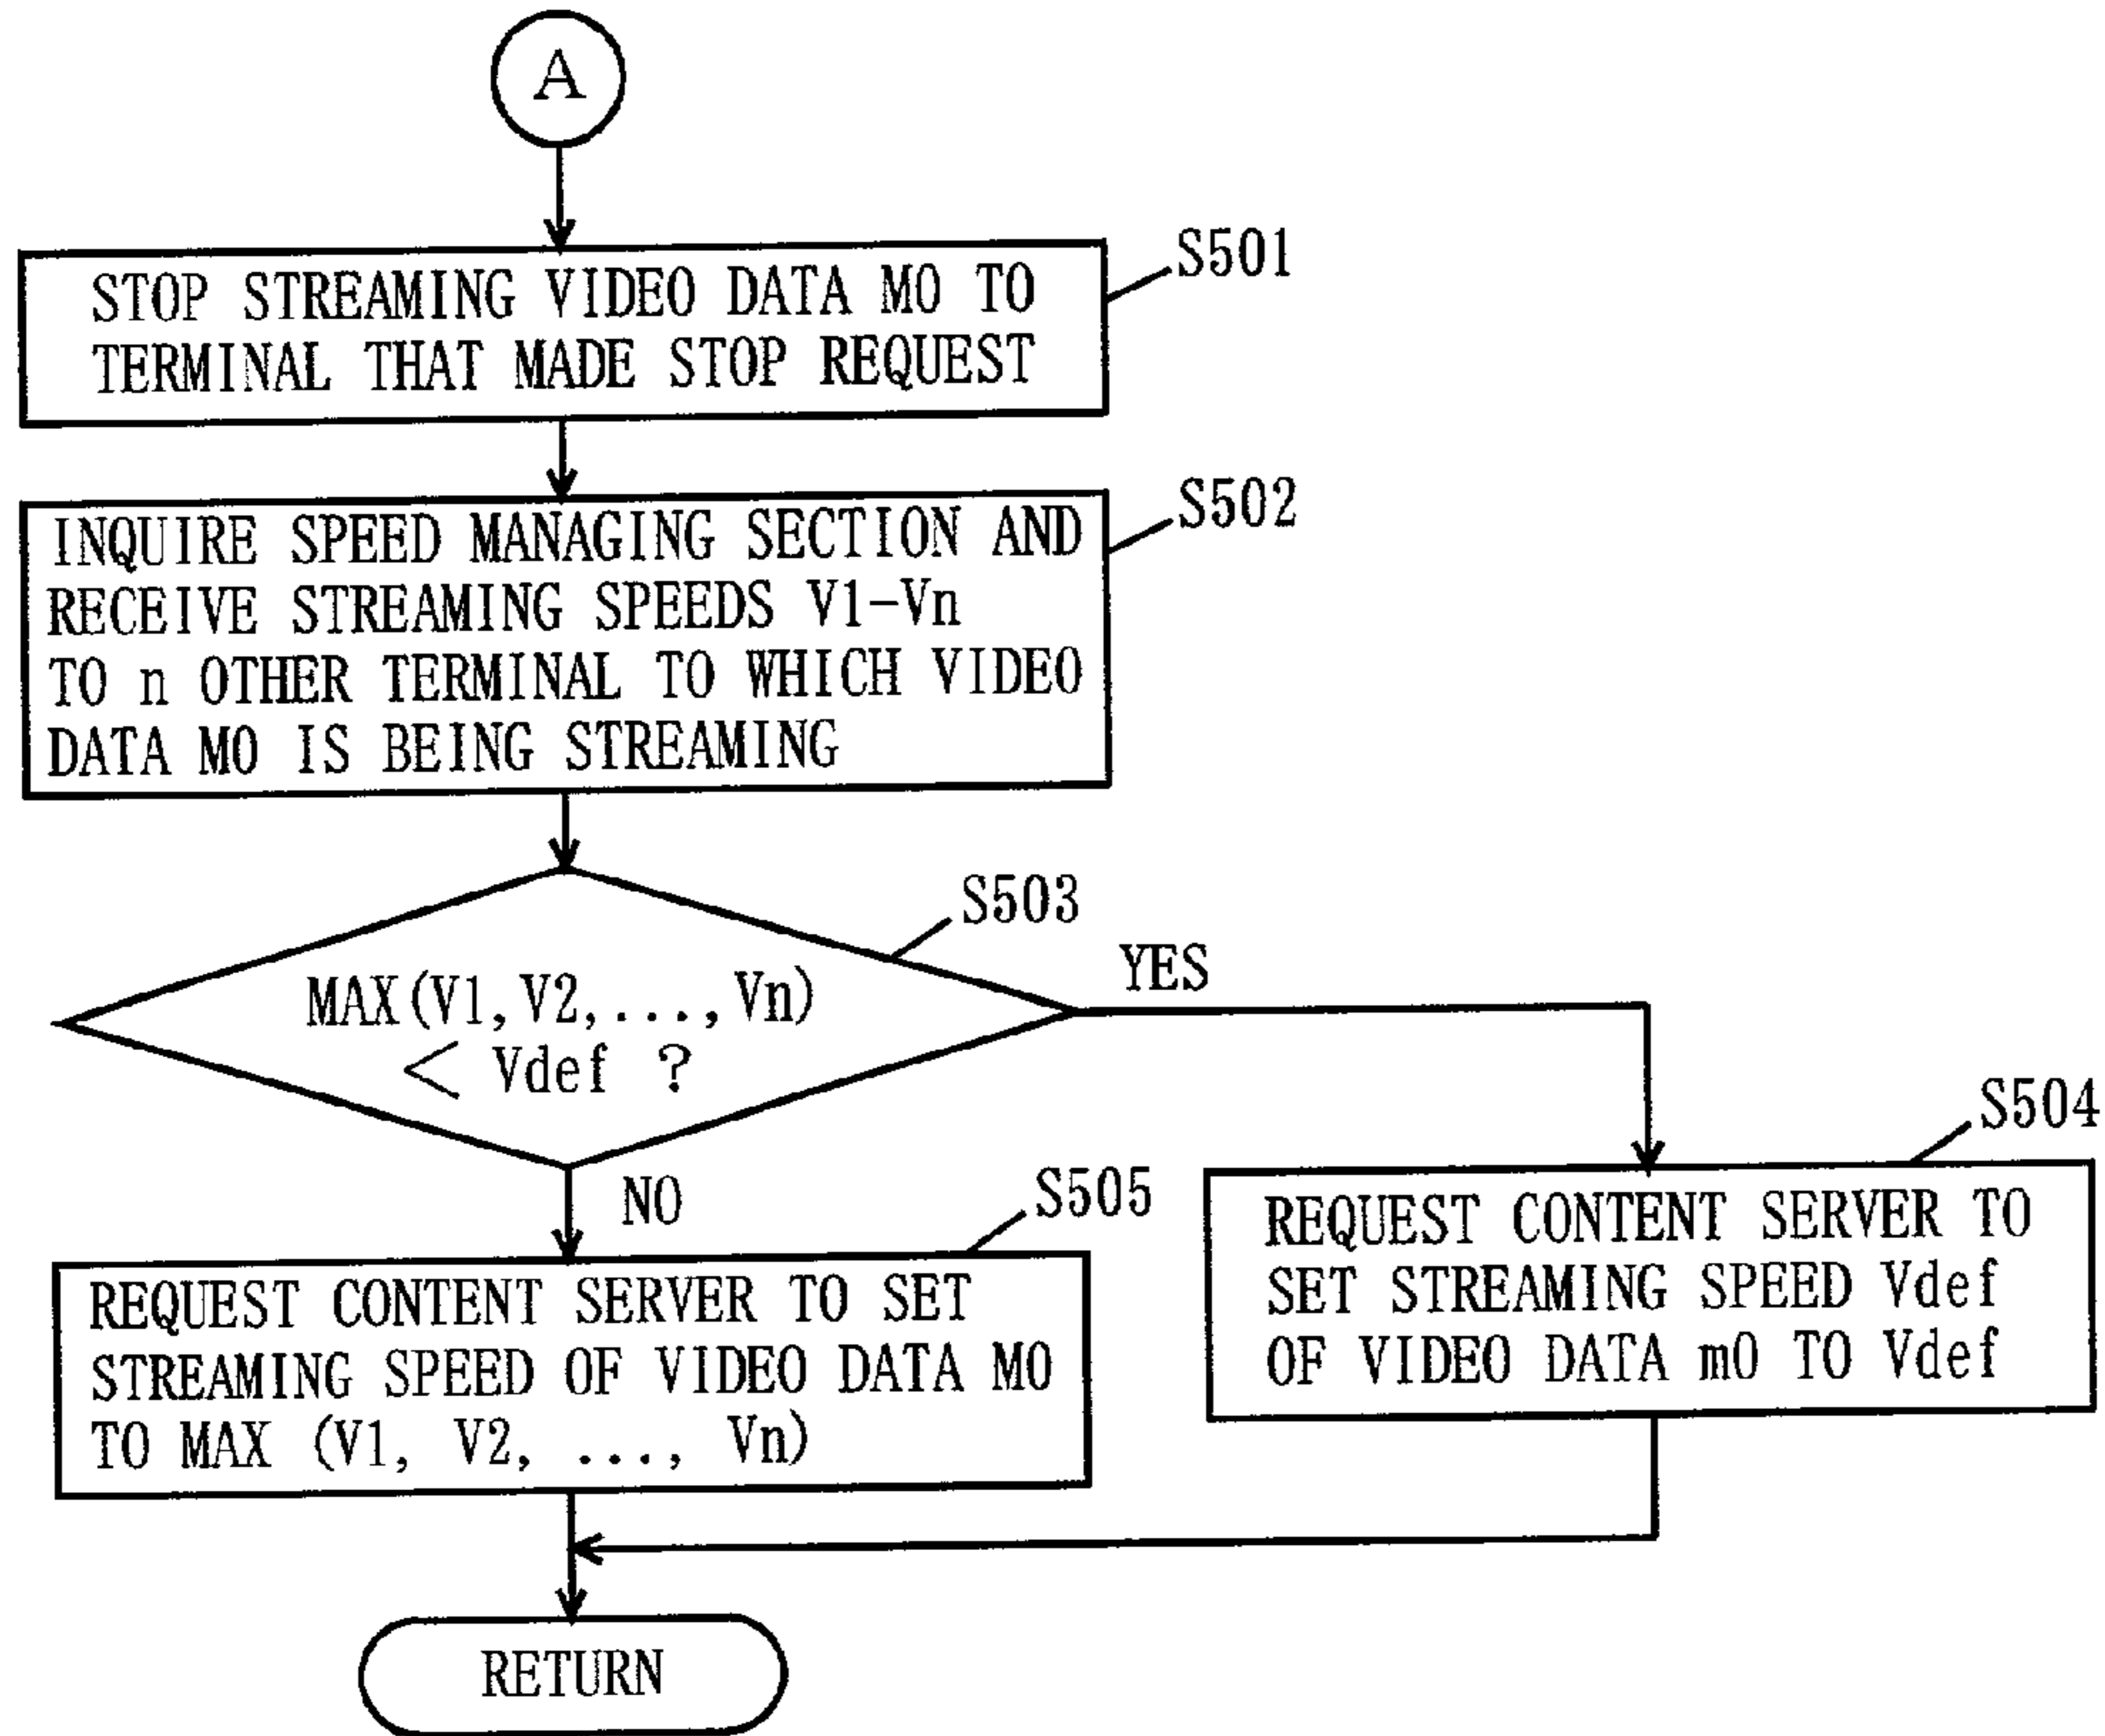 A
STOP STREAMING VIDEO DATA M0 TO
TERMINAL THAT MADE STOP REQUEST
S501
INQUIRE SPEED MANAGING SECTION AND
RECEIVE STREAMING SPEEDS V1-Vn
TO n OTHER TERMINAL TO WHICH VIDEO
DATA M0 IS BEING STREAMING
S502
MAX(V1, V2, ..., Vn)
< Vdef ?
S503
YES
NO
REQUEST CONTENT SERVER TO
SET STREAMING SPEED Vdef
OF VIDEO DATA m0 TO Vdef
S504
REQUEST CONTENT SERVER TO SET
STREAMING SPEED OF VIDEO DATA M0
TO MAX (V1, V2, ..., Vn)
S505
RETURN